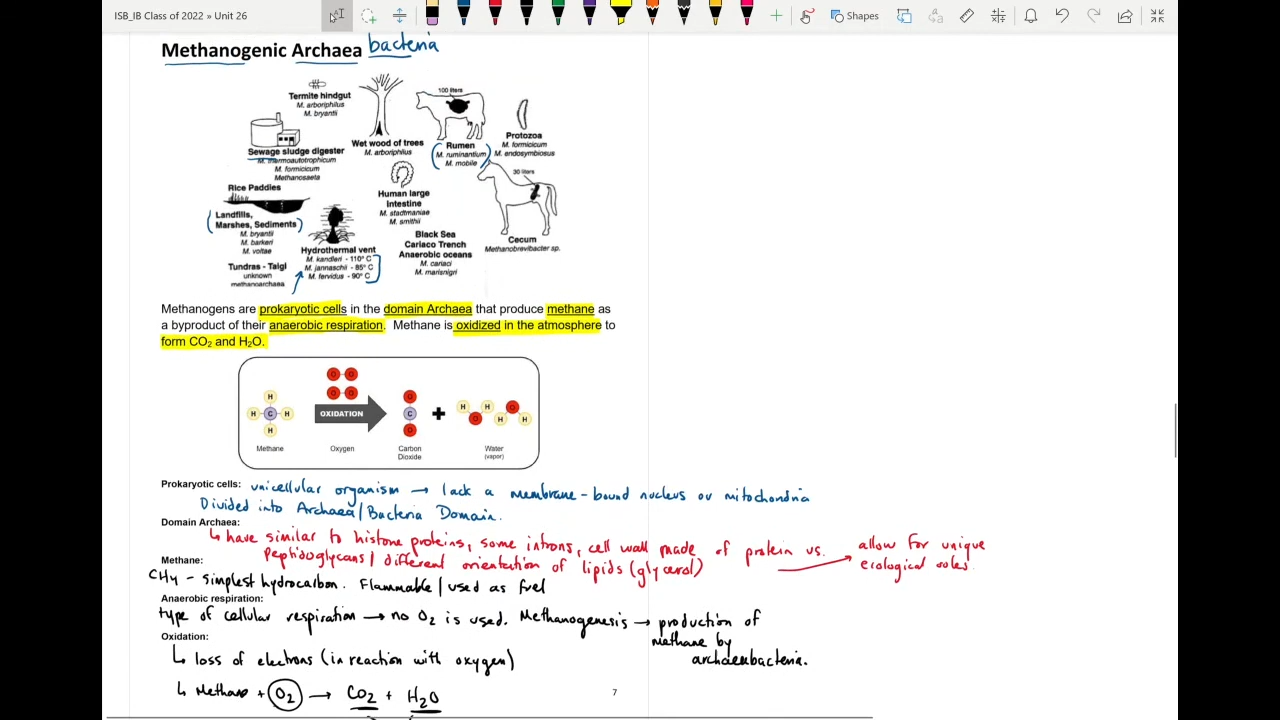 ISB_IB Class of 2022 » Unit 26
Shapes
Methanogenic Archaea bacteria
Termite hindgut
M. arboriphilus
M. bryantii
100 liters
Protozoa
M. formicicum
M. endosymbiosus
Wet wood of trees
M. arboriphilus
Rumen
M. ruminantium
M. mobile
Sewage sludge digester
M. thermoautotrophicum
M. formicicum
Methanosaeta
30 liters
Rice Paddies
Human large
Intestine
M. stadtmaniae
M. smithii
Landfills,
Marshes, Sediments
M. bryantii
M. barkeri
M. voltae
Hydrothermal vent
M. kandleri - 110° C
M. jannaschii - 85° C
M. fervidus - 90° C
Black Sea
Cariaco Trench
Anaerobic oceans
M. cariaci
M. marisnigri
Cecum
Methanobrevibacter sp.
Tundras - Taigi
unknown
methanoarchaea
Methanogens are prokaryotic cells in the domain Archaea that produce methane as
a byproduct of their anaerobic respiration. Methane is oxidized in the atmosphere to
form CO₂ and H₂O.
O O
O O
H
H C H
H
OXIDATION
O
C
O
+
H H O
O H H
Methane
Oxygen
Carbon
Dioxide
Water
(vapor)
Prokaryotic cells: unicellular organism → lack a membrane-bound nucleus or mitochondria
Divided into Archaea/Bacteria Domain.
Domain Archaea:
↳ have similar to histone proteins, some introns, cell wall made of protein vs. → allow for unique
Peptidoglycans/different orientation of lipids (glycerol) ecological roles.
Methane:
CH₄ - simplest hydrocarbon. Flammable/used as fuel
Anaerobic respiration:
type of cellular respiration → no O₂ is used. Methanogenesis → production of
methane by
archaeabacteria.
Oxidation:
↳ loss of electrons (in reaction with oxygen)
↳ Methane + O₂ → CO₂ + H₂O
7